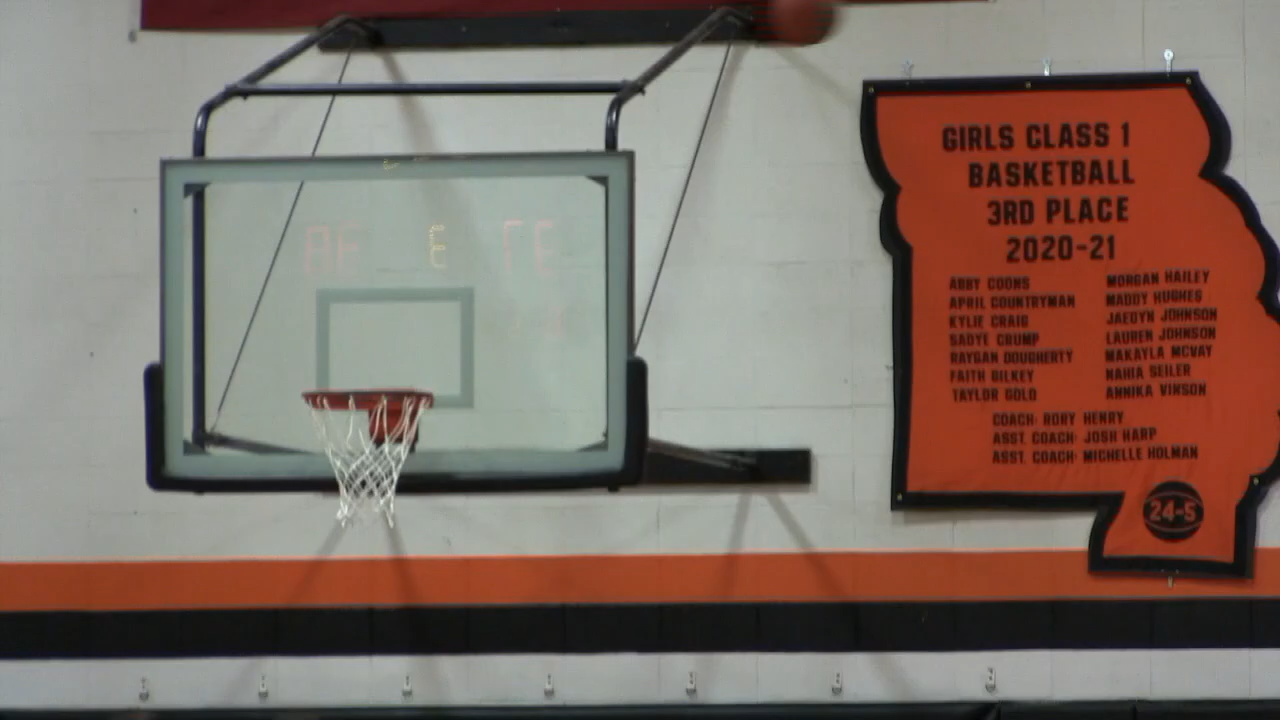 GIRLS CLASS 1
BASKETBALL
3RD PLACE
2020-21
ABBY COONS
APRIL COUNTRYMAN
KYLIE CRAIG
SADYE CRUMP
RAYGAN DOUGHERTY
FAITH GILKEY
TAYLOR GOLD
MORGAN HAILEY
MADDY HUGHES
JAEDYN JOHNSON
LAUREN JOHNSON
MAKAYLA MCVAY
NAHIA SEILER
ANNIKA VINSON
COACH: RORY HENRY
ASST. COACH: JOSH HARP
ASST. COACH: MICHELLE HOLMAN
24-5